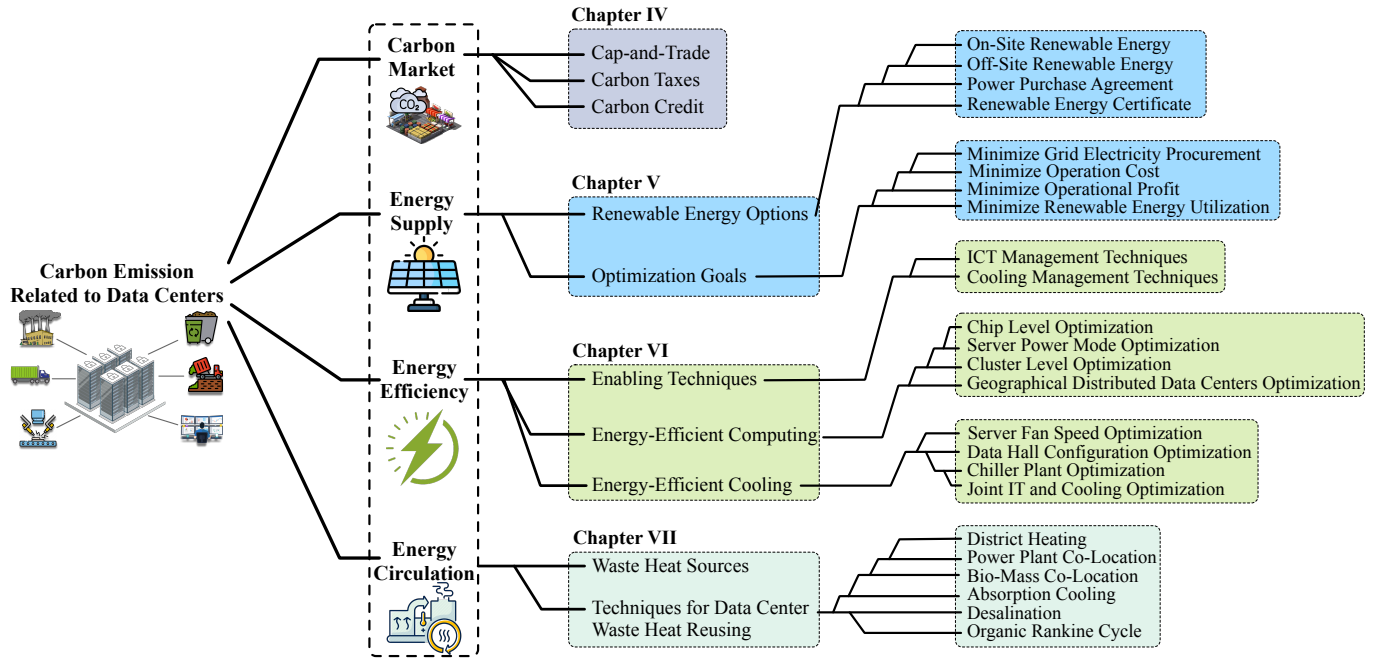 Carbon Emission
Related to Data Centers
Carbon
Market
CO2
Energy
Supply
Energy
Efficiency
Energy
Circulation
Chapter IV
Cap-and-Trade
Carbon Taxes
Carbon Credit
Chapter V
Renewable Energy Options
Optimization Goals
On-Site Renewable Energy
Off-Site Renewable Energy
Power Purchase Agreement
Renewable Energy Certificate
Minimize Grid Electricity Procurement
Minimize Operation Cost
Minimize Operational Profit
Minimize Renewable Energy Utilization
Chapter VI
Enabling Techniques
Energy-Efficient Computing
Energy-Efficient Cooling
ICT Management Techniques
Cooling Management Techniques
Chip Level Optimization
Server Power Mode Optimization
Cluster Level Optimization
Geographical Distributed Data Centers Optimization
Server Fan Speed Optimization
Data Hall Configuration Optimization
Chiller Plant Optimization
Joint IT and Cooling Optimization
Chapter VII
Waste Heat Sources
Techniques for Data Center
Waste Heat Reusing
District Heating
Power Plant Co-Location
Bio-Mass Co-Location
Absorption Cooling
Desalination
Organic Rankine Cycle